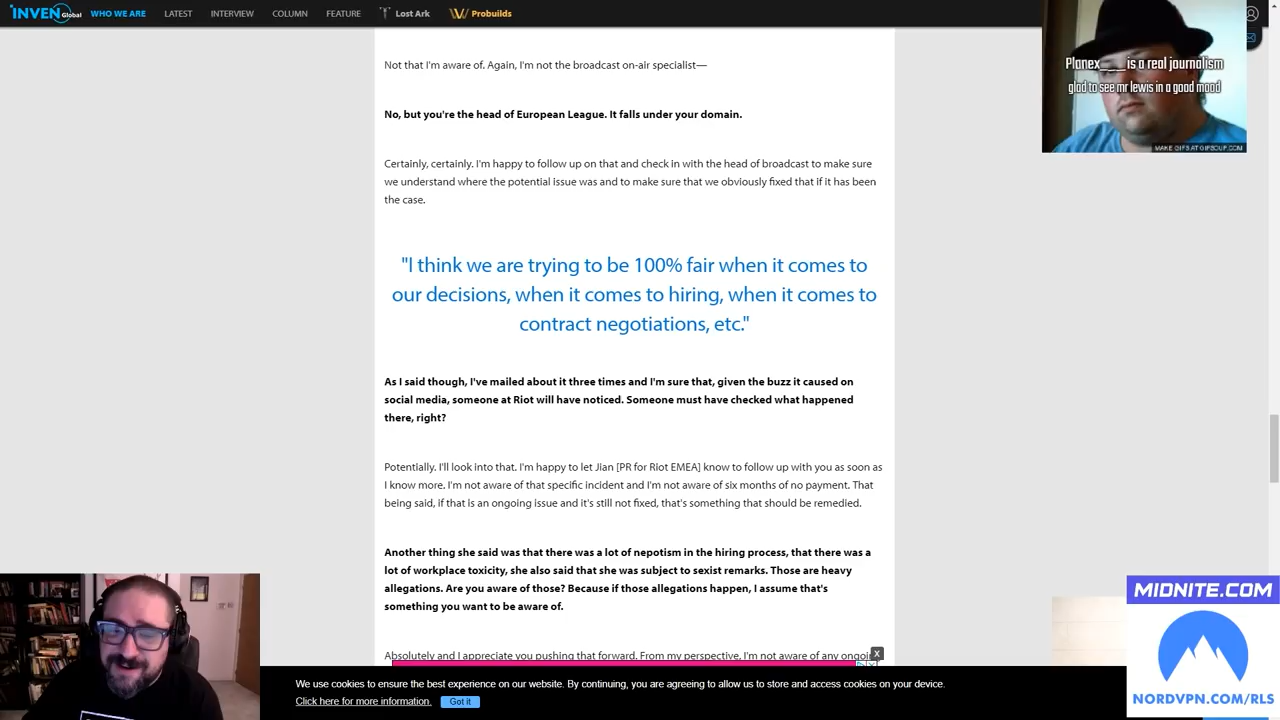 INVEN Global
WHO WE ARE
LATEST
INTERVIEW
COLUMN
FEATURE
Lost Ark
Probuilds
Planex___ is a real journalism
glad to see mr lewis in a good mood
MAKE GIFS AT GIFSOUP.COM
Not that I'm aware of. Again, I'm not the broadcast on-air specialist—
No, but you're the head of European League. It falls under your domain.
Certainly, certainly. I'm happy to follow up on that and check in with the head of broadcast to make sure
we understand where the potential issue was and to make sure that we obviously fixed that if it has been
the case.
"I think we are trying to be 100% fair when it comes to
our decisions, when it comes to hiring, when it comes to
contract negotiations, etc."
As I said though, I've mailed about it three times and I'm sure that, given the buzz it caused on
social media, someone at Riot will have noticed. Someone must have checked what happened
there, right?
Potentially. I'll look into that. I'm happy to let Jian [PR for Riot EMEA] know to follow up with you as soon as
I know more. I'm not aware of that specific incident and I'm not aware of six months of no payment. That
being said, if that is an ongoing issue and it's still not fixed, that's something that should be remedied.
Another thing she said was that there was a lot of nepotism in the hiring process, that there was a
lot of workplace toxicity, she also said that she was subject to sexist remarks. Those are heavy
allegations. Are you aware of those? Because if those allegations happen, I assume that's
something you want to be aware of.
Absolutely and I appreciate you pushing that forward. From my perspective, I'm not aware of any ongoing
X
We use cookies to ensure the best experience on our website. By continuing, you are agreeing to allow us to store and access cookies on your device.
Click here for more information.
Got it
MIDNITE.COM
NORDVPN.COM/RLS